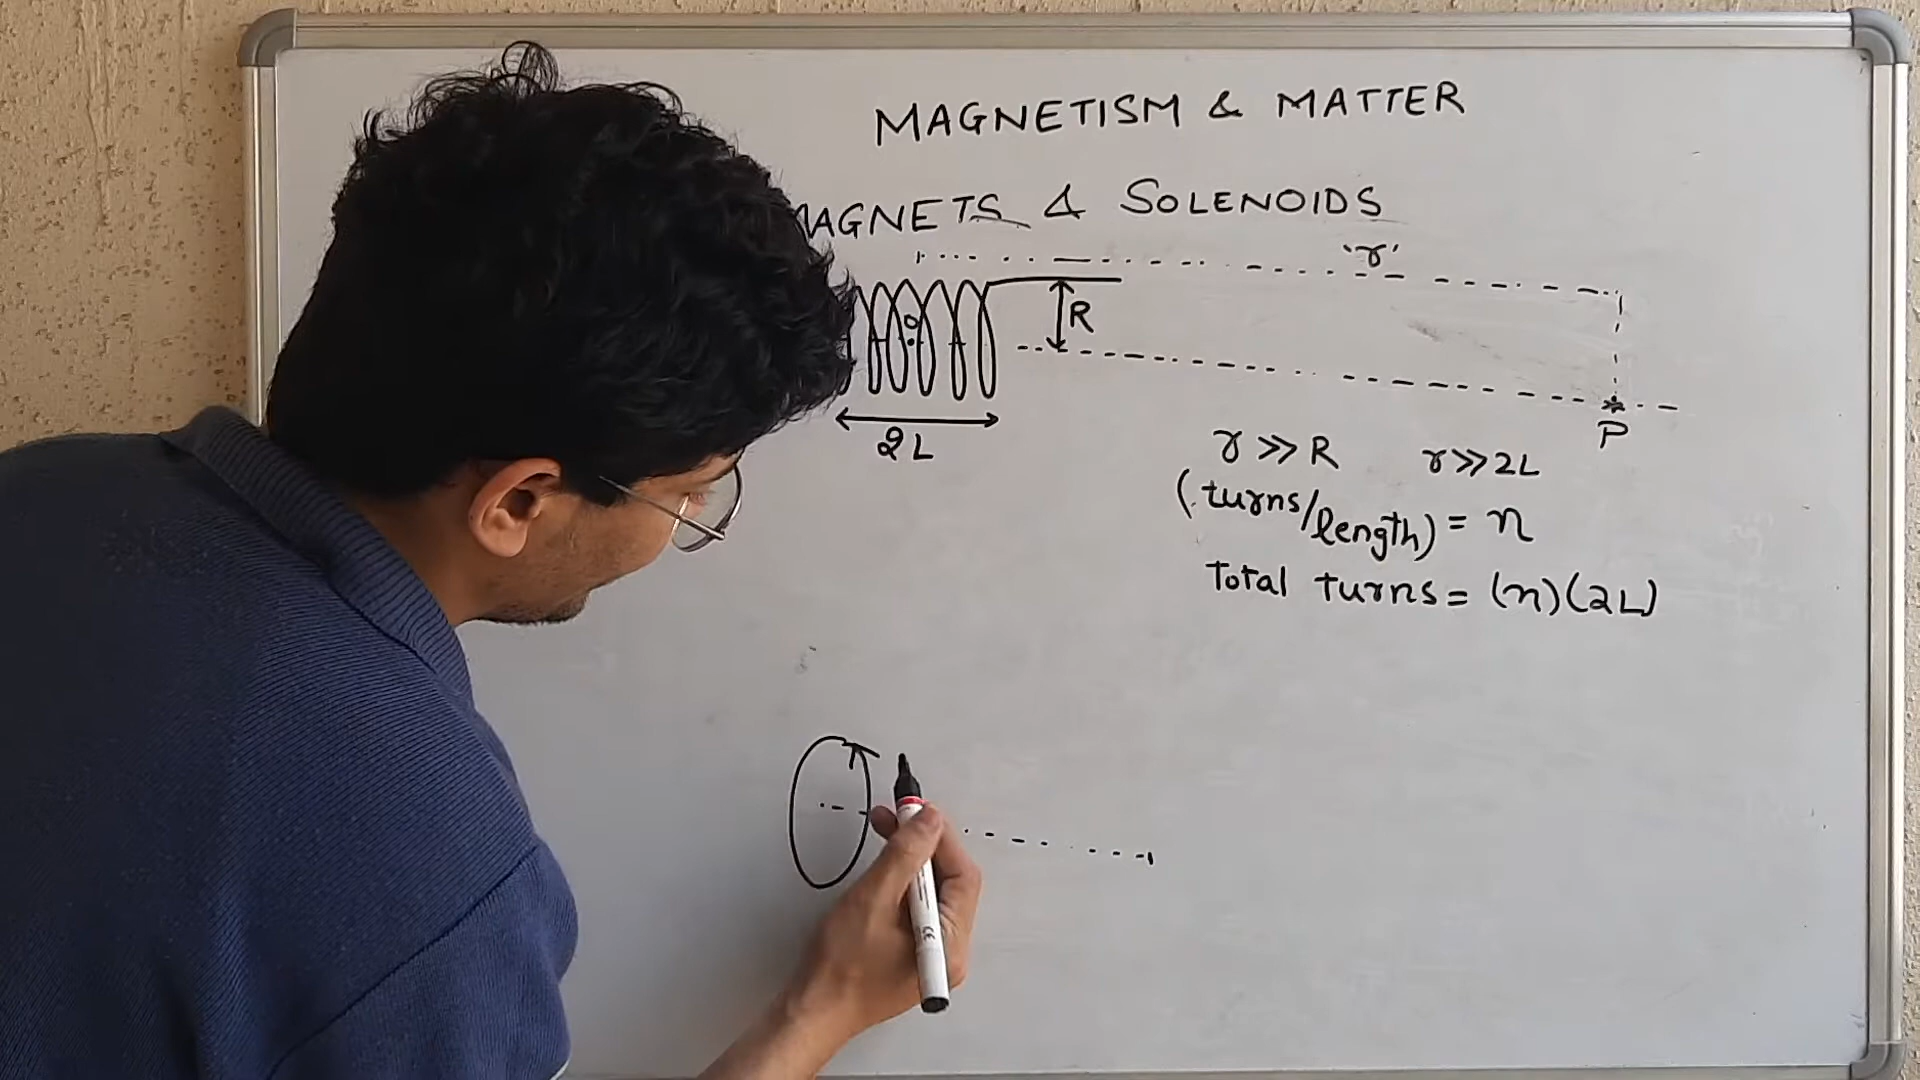 MAGNETISM & MATTER
AGNETS & SOLENOIDS
'r'
O
R
2L
P
r >> R r >> 2L
(turns/length) = n
Total turns = (n)(2L)